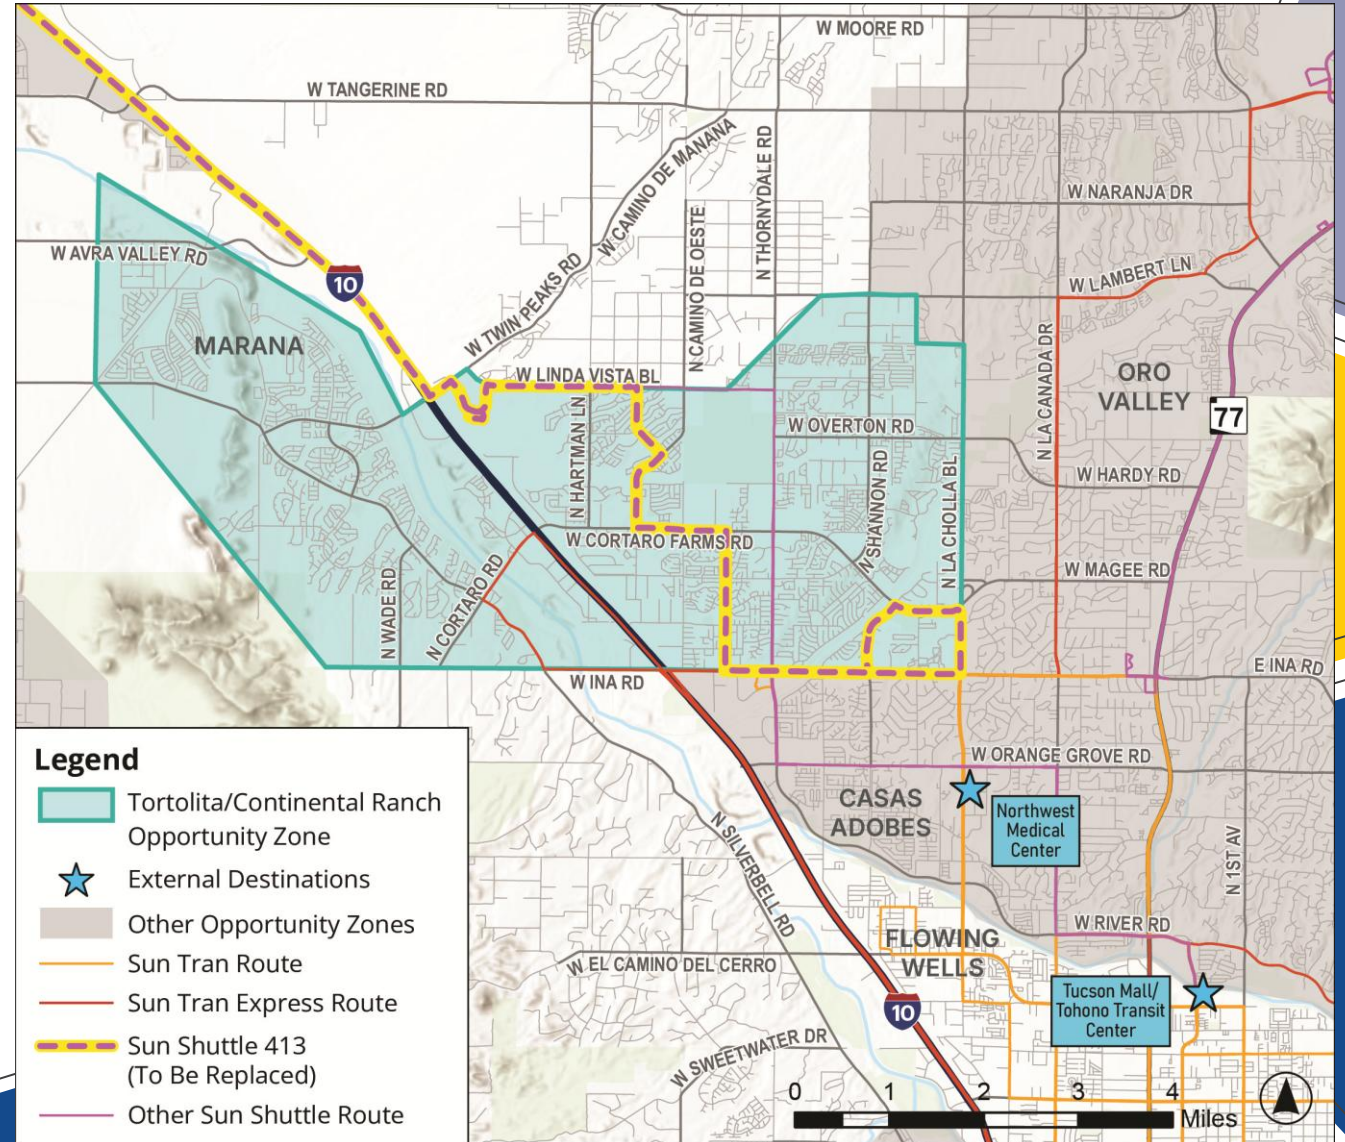 W MOORE RD
W TANGERINE RD
W CAMINO DE MANANA
N THORNYDALE RD
W NARANJA DR
W AVRA VALLEY RD
10
N CAMINO DE OESTE
W TWIN PEAKS RD
W LAMBERT LN
MARANA
W LINDA VISTA BL
N LA CANADA DR
ORO
VALLEY
77
N HARTMAN LN
W OVERTON RD
N SHANNON RD
N LA CHOLLA BL
W HARDY RD
W CORTARO FARMS RD
W MAGEE RD
N WADE RD
N CORTARO RD
W INA RD
E INA RD
W ORANGE GROVE RD
CASAS
ADOBES
Northwest
Medical
Center
N SILVERBELL RD
N 1ST AV
W RIVER RD
FLOWING
WELLS
W EL CAMINO DEL CERRO
10
Tucson Mall/
Tohono Transit
Center
W SWEETWATER DR
0 1 2 3 4
Miles
Legend
Tortolita/Continental Ranch
Opportunity Zone
External Destinations
Other Opportunity Zones
Sun Tran Route
Sun Tran Express Route
Sun Shuttle 413
(To Be Replaced)
Other Sun Shuttle Route